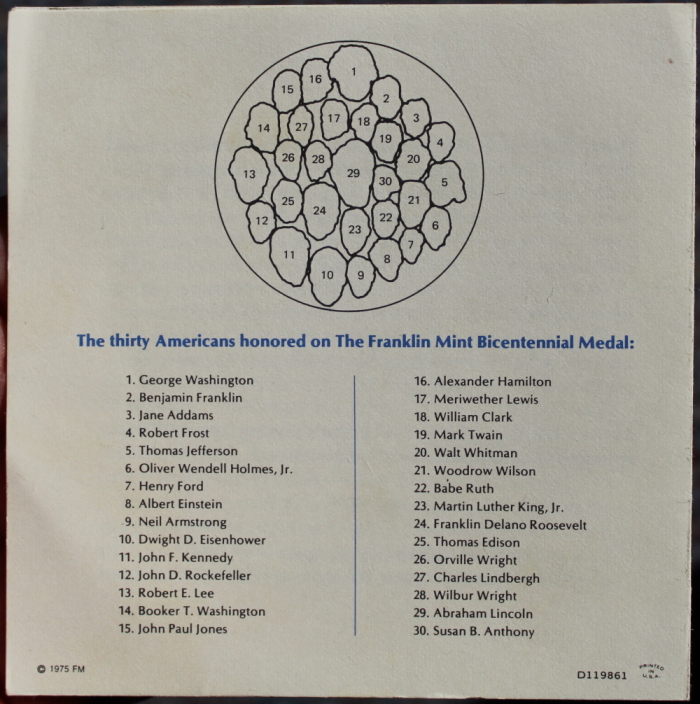 1
16
15
2
3
17
18
27
14
19
4
26
28
20
13
29
30
5
25
21
24
12
22
6
23
7
11
8
10
9
The thirty Americans honored on The Franklin Mint Bicentennial Medal:
1. George Washington
2. Benjamin Franklin
3. Jane Addams
4. Robert Frost
5. Thomas Jefferson
6. Oliver Wendell Holmes, Jr.
7. Henry Ford
8. Albert Einstein
9. Neil Armstrong
10. Dwight D. Eisenhower
11. John F. Kennedy
12. John D. Rockefeller
13. Robert E. Lee
14. Booker T. Washington
15. John Paul Jones
16. Alexander Hamilton
17. Meriwether Lewis
18. William Clark
19. Mark Twain
20. Walt Whitman
21. Woodrow Wilson
22. Babe Ruth
23. Martin Luther King, Jr.
24. Franklin Delano Roosevelt
25. Thomas Edison
26. Orville Wright
27. Charles Lindbergh
28. Wilbur Wright
29. Abraham Lincoln
30. Susan B. Anthony
© 1975 FM
D119861
PRINTED
IN
U.S.A.